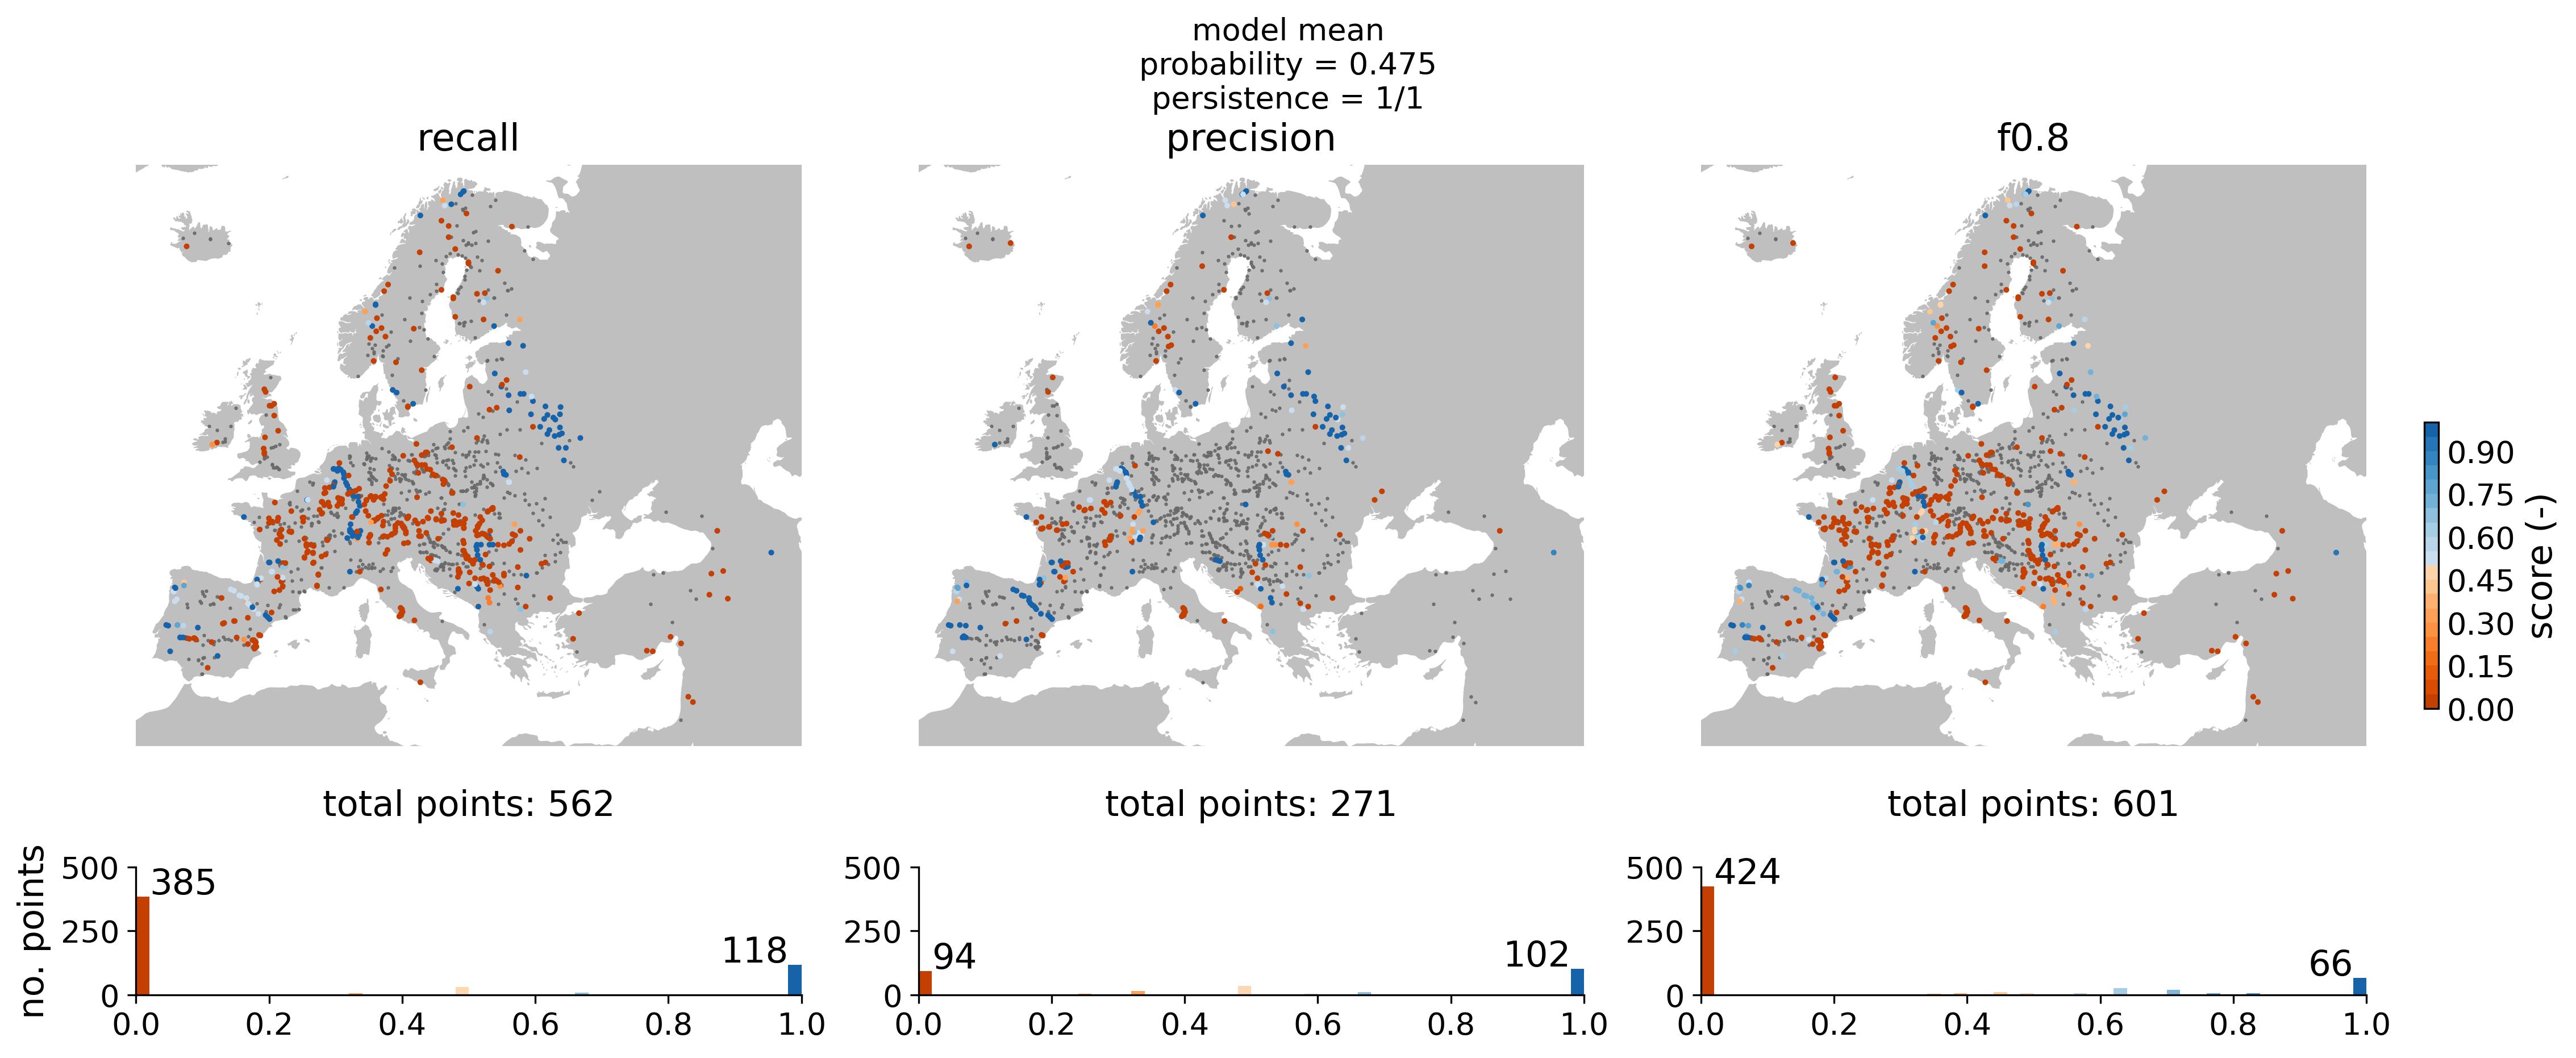 model mean
probability = 0.475
persistence = 1/1
recall
precision
f0.8
0.90
0.75
0.60
0.45
0.30
0.15
0.00
score (-)
total points: 562
total points: 271
total points: 601
no. points
500
250
0
385
118
0.0 0.2 0.4 0.6 0.8 1.0
500
250
0
94
102
0.0 0.2 0.4 0.6 0.8 1.0
500
250
0
424
66
0.0 0.2 0.4 0.6 0.8 1.0